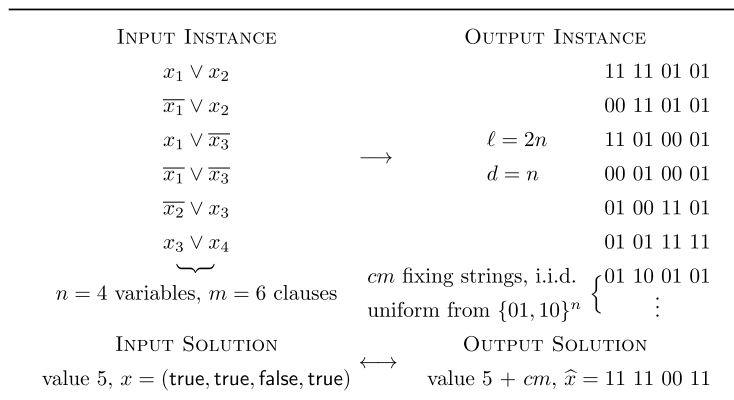 INPUT INSTANCE OUTPUT INSTANCE
x₁ ∨ x₂ 11 11 01 01
x̅₁ ∨ x₂ 00 11 01 01
x₁ ∨ x̅₃ ℓ = 2n 11 01 00 01
⟶
x̅₁ ∨ x̅₃ d = n 00 01 00 01
x̅₂ ∨ x₃ 01 00 11 01
x₃ ∨ x₄ 01 01 11 11
n = 4 variables, m = 6 clauses
cm fixing strings, i.i.d. { 01 10 01 01
uniform from {01, 10}ⁿ ⋮
INPUT SOLUTION OUTPUT SOLUTION
⟷
value 5, x = (true, true, false, true) value 5 + cm, x̂ = 11 11 00 11